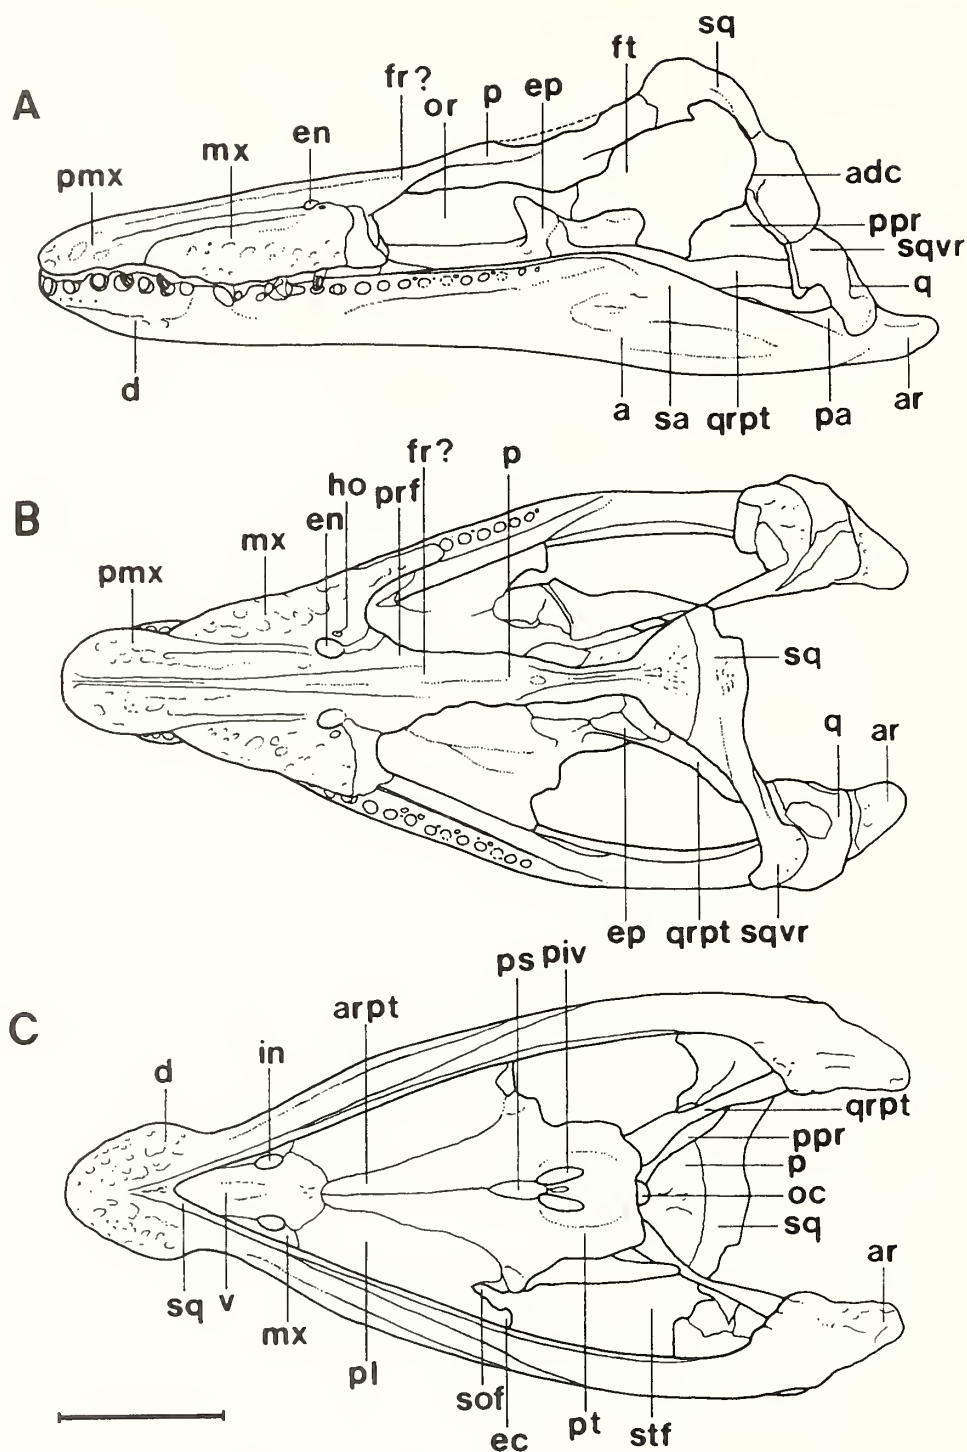 A
pmx
mx
en
fr?
or
p
ep
ft
sq
adc
ppr
sqvr
q
d
a
sa
qrpt
pa
ar
B
pmx
mx
en
ho
prf
fr?
p
sq
q
ar
ep
qrpt
sqvr
C
d
in
arpt
ps
piv
qrpt
ppr
p
oc
sq
ar
sq
v
mx
pl
sof
ec
pt
stf